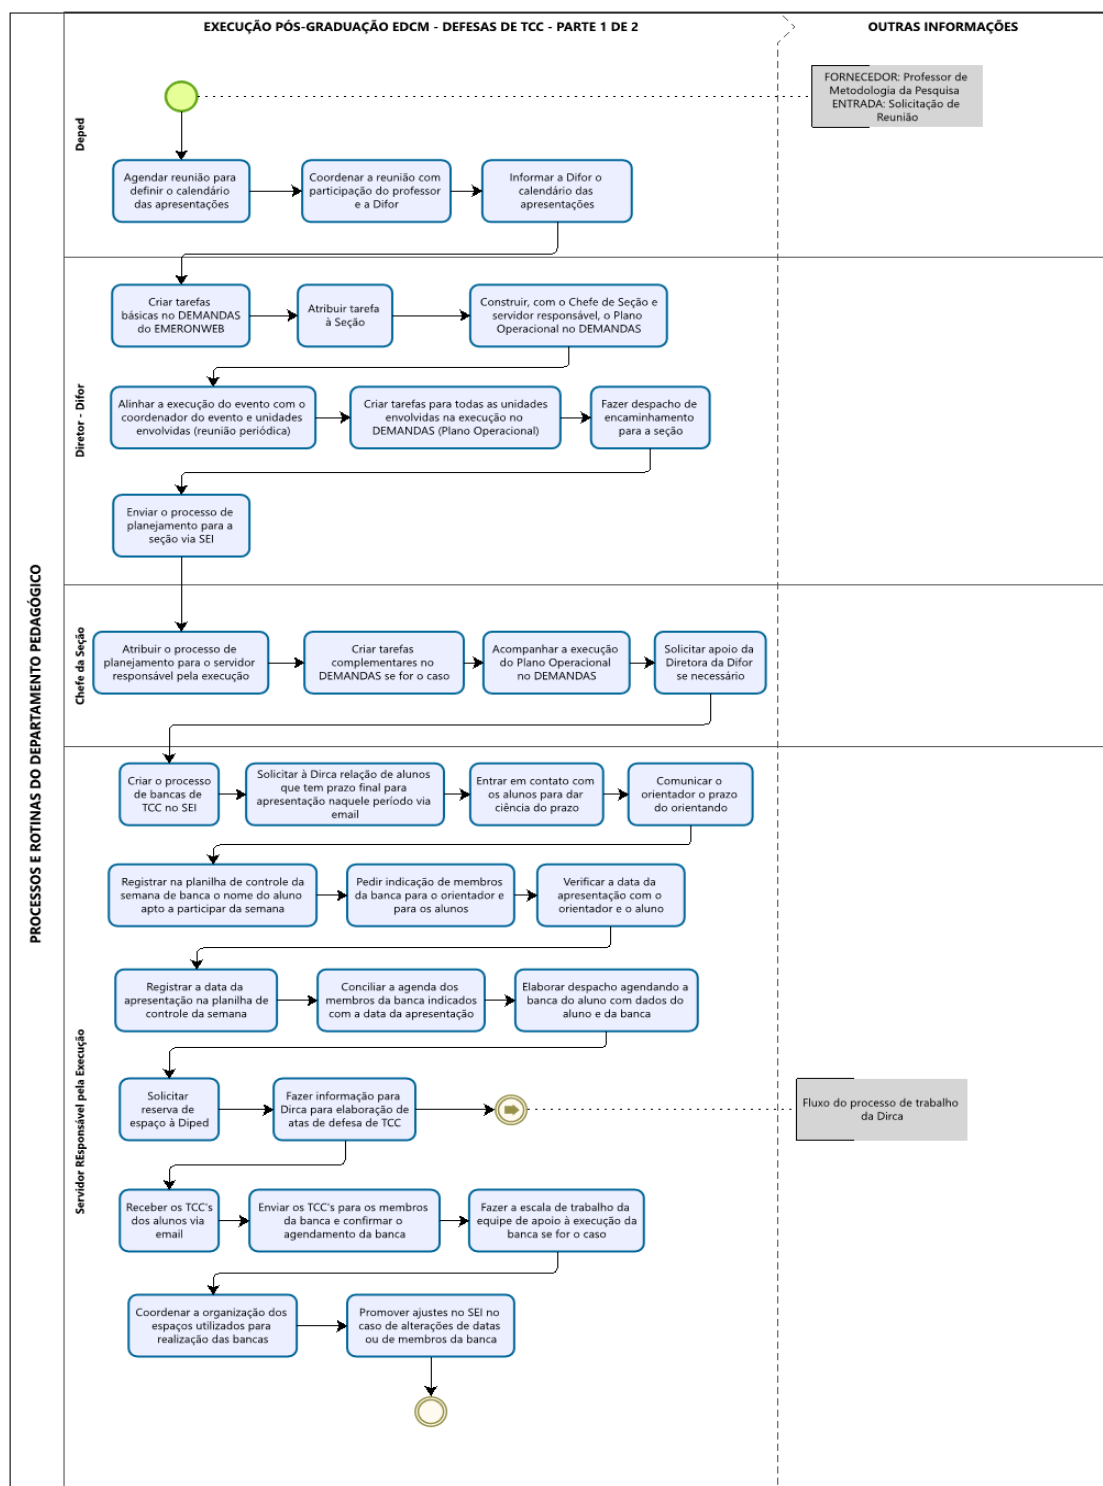 EXECUÇÃO PÓS-GRADUAÇÃO EDCM - DEFESAS DE TCC - PARTE 1 DE 2
OUTRAS INFORMAÇÕES
PROCESSOS E ROTINAS DO DEPARTAMENTO PEDAGÓGICO
Deped
FORNECEDOR: Professor de
Metodologia da Pesquisa
ENTRADA: Solicitação de
Reunião
Agendar reunião para
definir o calendário
das apresentações
Coordenar a reunião com
participação do professor
e a Difor
Informar a Difor o
calendário das
apresentações
Diretor - Difor
Criar tarefas
básicas no DEMANDAS
do EMERONWEB
Atribuir tarefa
à Seção
Construir, com o Chefe de Seção e
servidor responsável, o Plano
Operacional no DEMANDAS
Alinhar a execução do evento com o
coordenador do evento e unidades
envolvidas (reunião periódica)
Criar tarefas para todas as unidades
envolvidas na execução no
DEMANDAS (Plano Operacional)
Fazer despacho de
encaminhamento
para a seção
Enviar o processo de
planejamento para a
seção via SEI
Chefe da Seção
Atribuir o processo de
planejamento para o servidor
responsável pela execução
Criar tarefas
complementares no
DEMANDAS se for o caso
Acompanhar a execução
do Plano Operacional
no DEMANDAS
Solicitar apoio da
Diretora da Difor
se necessário
Servidor REsponsável pela Execução
Criar o processo
de bancas de
TCC no SEI
Solicitar à Dirca relação de alunos
que tem prazo final para
apresentação naquele período via
email
Entrar em contato com
os alunos para dar
ciência do prazo
Comunicar o
orientador o prazo
do orientando
Registrar na planilha de controle da
semana de banca o nome do aluno
apto a participar da semana
Pedir indicação de membros
da banca para o orientador e
para os alunos
Verificar a data da
apresentação com o
orientador e o aluno
Registrar a data da
apresentação na planilha de
controle da semana
Conciliar a agenda dos
membros da banca indicados
com a data da apresentação
Elaborar despacho agendando a
banca do aluno com dados do
aluno e da banca
Solicitar
reserva de
espaço à Diped
Fazer informação para
Dirca para elaboração de
atas de defesa de TCC
Fluxo do processo de trabalho
da Dirca
Receber os TCC's
dos alunos via
email
Enviar os TCC's para os membros
da banca e confirmar o
agendamento da banca
Fazer a escala de trabalho da
equipe de apoio à execução da
banca se for o caso
Coordenar a organização dos
espaços utilizados para
realização das bancas
Promover ajustes no SEI no
caso de alterações de datas
ou de membros da banca